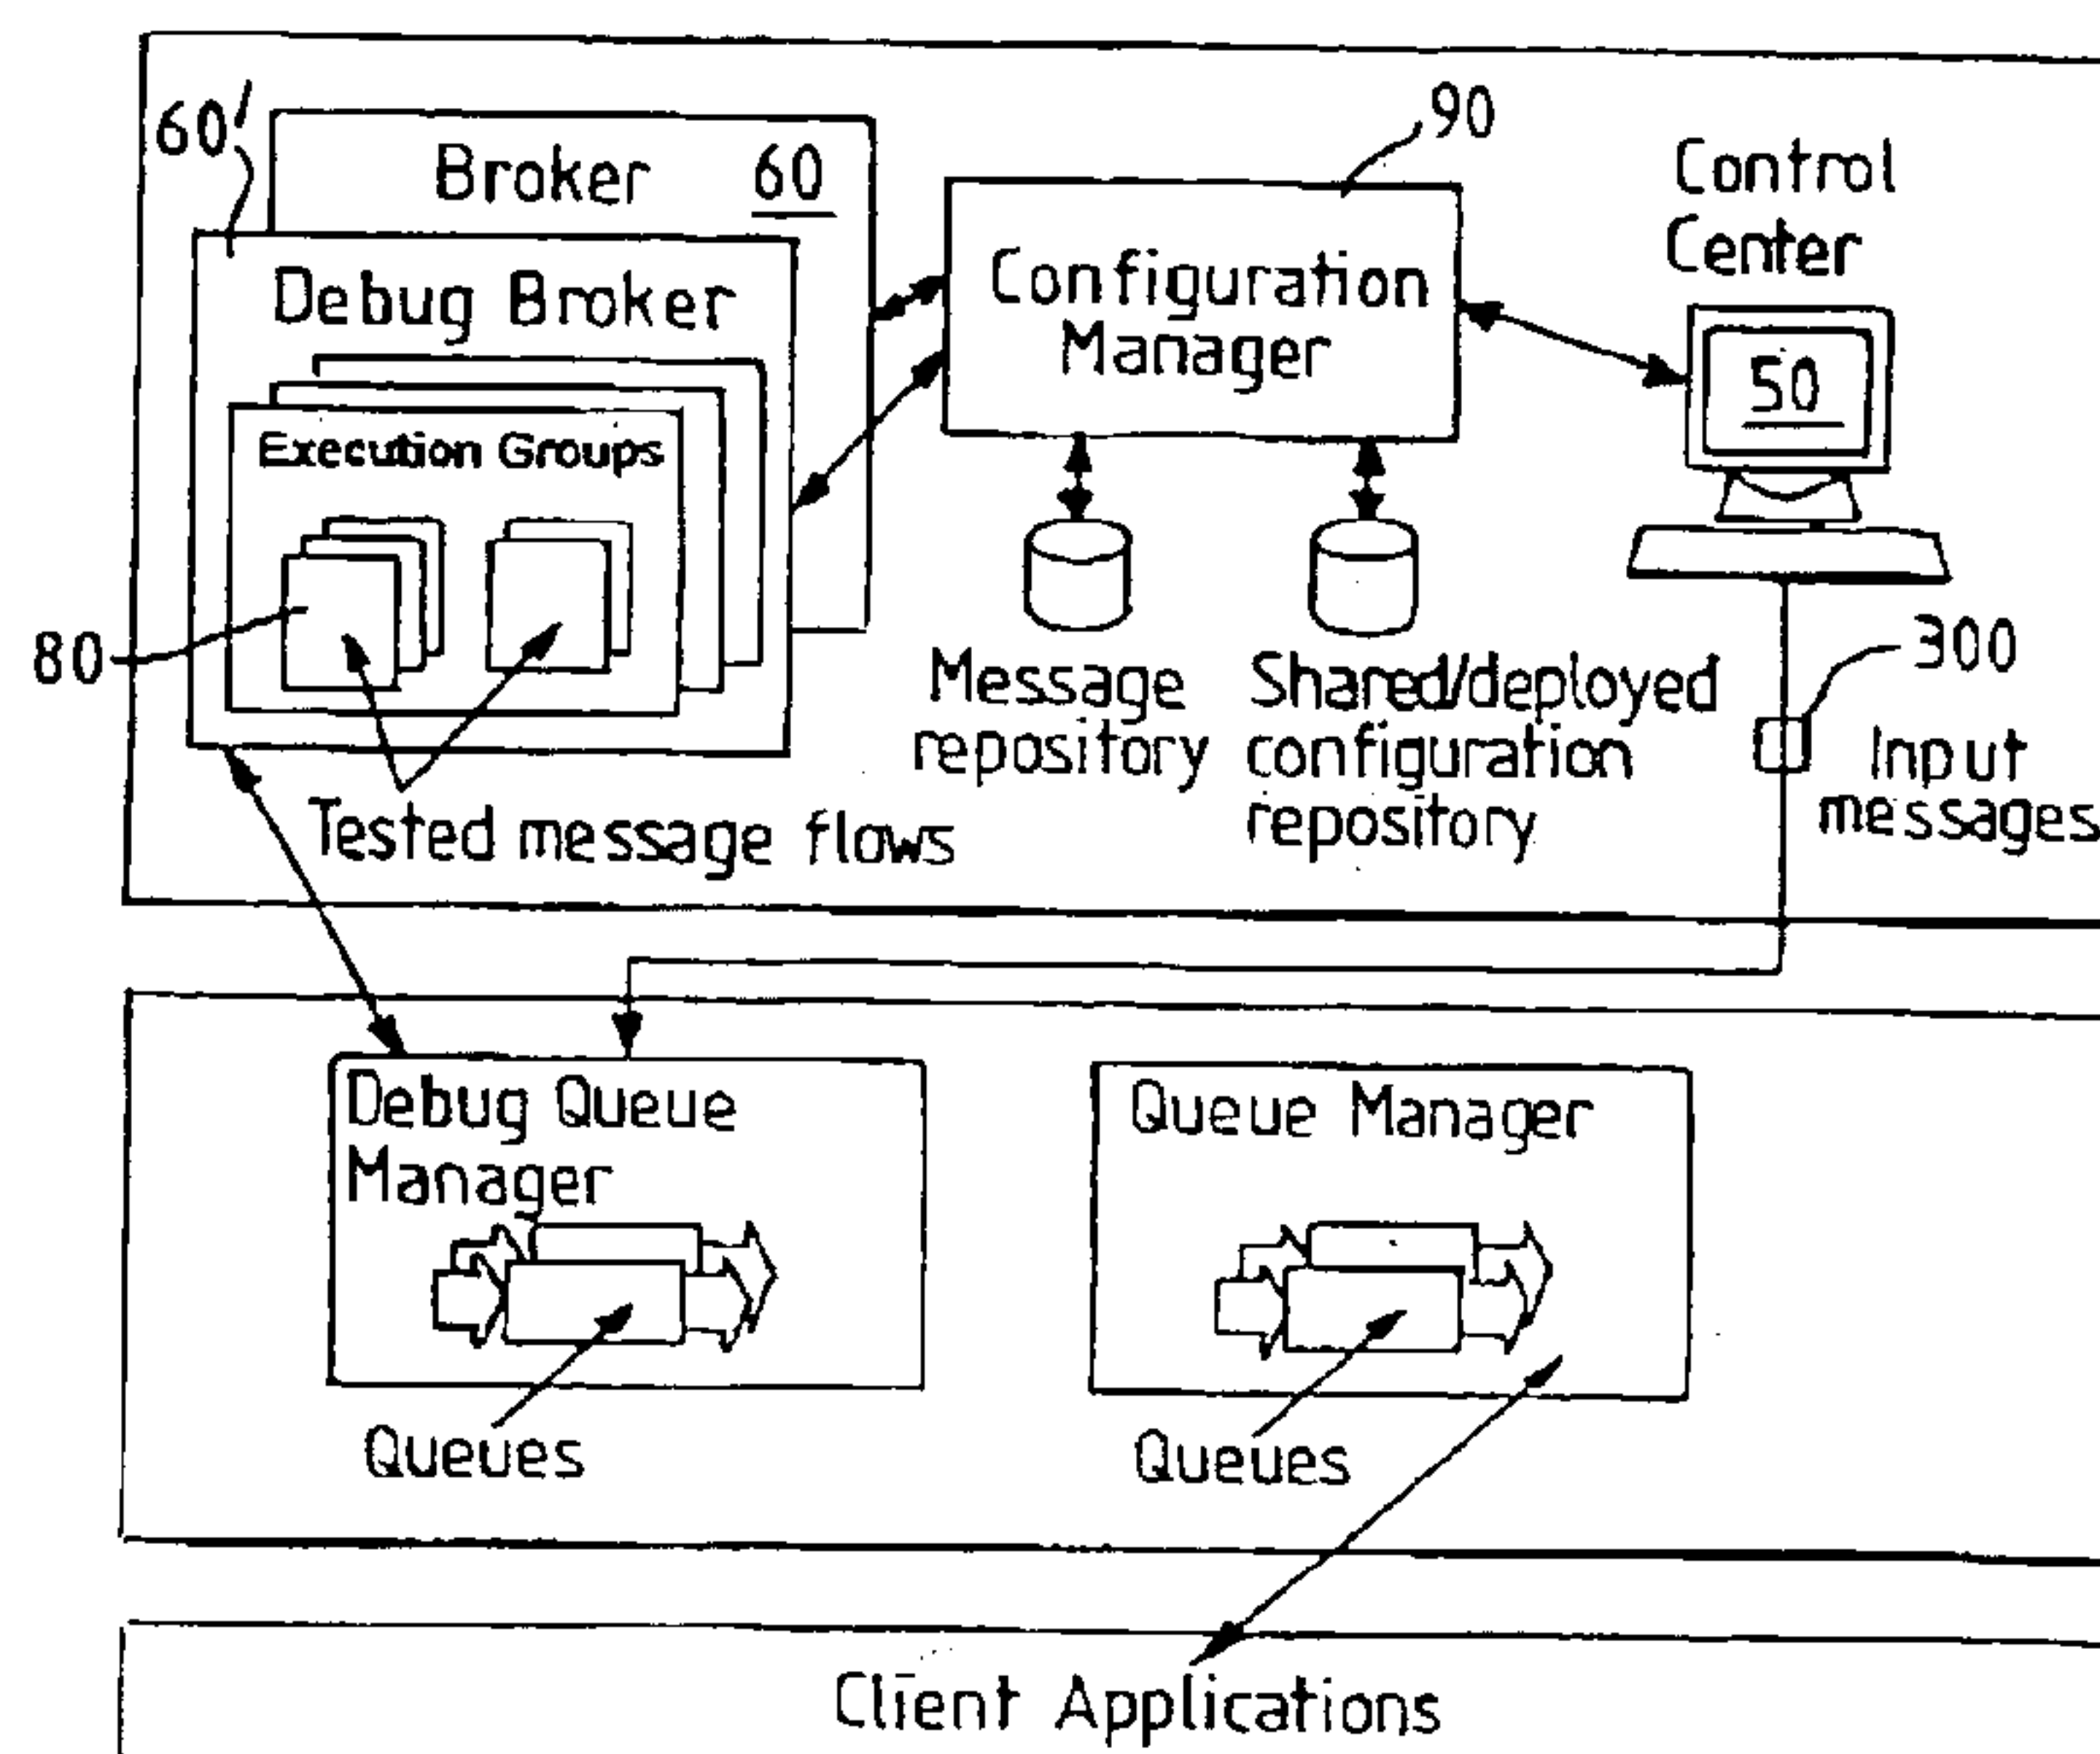 60'
Broker 60
90
Control
Center
Debug Broker
Configuration
Manager
50
Execution Groups
80
300
Message
repository
Shared/deployed
configuration
repository
Input
messages
Tested message flows
Debug Queue
Manager
Queue Manager
Queues
Queues
Client Applications